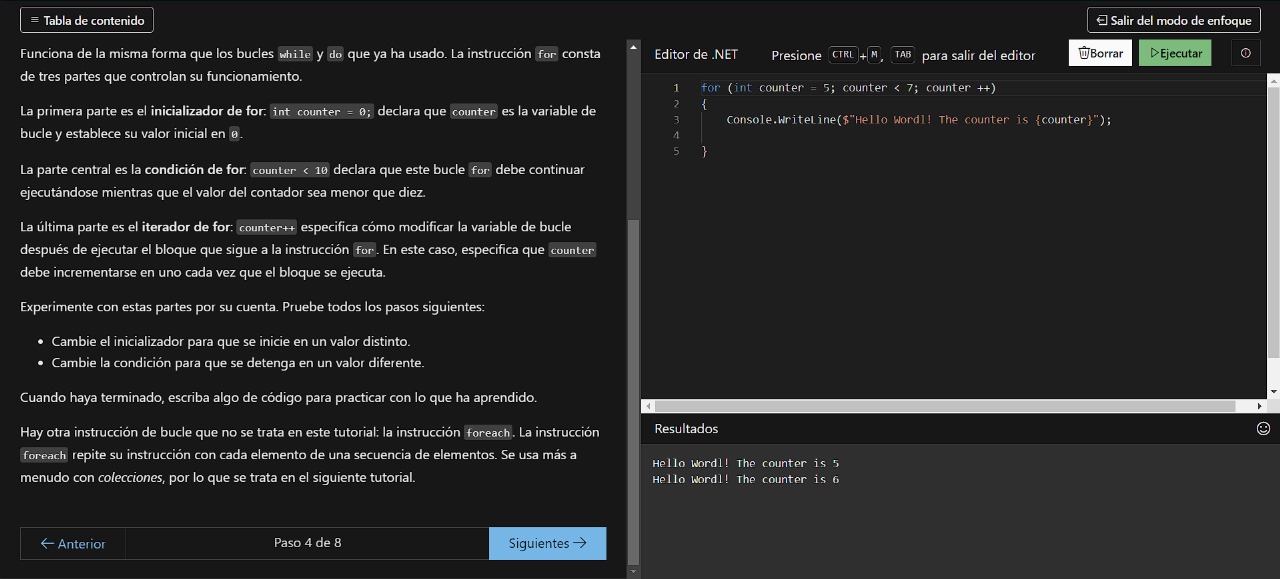 Tabla de contenido
Salir del modo de enfoque
Funciona de la misma forma que los bucles while y do que ya ha usado. La instrucción for consta
de tres partes que controlan su funcionamiento.
La primera parte es el inicializador de for: int counter = 0; declara que counter es la variable de
bucle y establece su valor inicial en 0.
La parte central es la condición de for: counter < 10 declara que este bucle for debe continuar
ejecutándose mientras que el valor del contador sea menor que diez.
La última parte es el iterador de for: counter++ especifica cómo modificar la variable de bucle
después de ejecutar el bloque que sigue a la instrucción for. En este caso, especifica que counter
debe incrementarse en uno cada vez que el bloque se ejecuta.
Experimente con estas partes por su cuenta. Pruebe todos los pasos siguientes:
• Cambie el inicializador para que se inicie en un valor distinto.
• Cambie la condición para que se detenga en un valor diferente.
Cuando haya terminado, escriba algo de código para practicar con lo que ha aprendido.
Hay otra instrucción de bucle que no se trata en este tutorial: la instrucción foreach. La instrucción
foreach repite su instrucción con cada elemento de una secuencia de elementos. Se usa más a
menudo con colecciones, por lo que se trata en el siguiente tutorial.
← Anterior
Paso 4 de 8
Siguientes →
Editor de .NET
Presione CTRL+M, TAB para salir del editor
Borrar
Ejecutar
1 for (int counter = 5; counter < 7; counter ++)
2 {
3 Console.WriteLine($"Hello Wordl! The counter is {counter}");
4
5 }
Resultados
Hello Wordl! The counter is 5
Hello Wordl! The counter is 6